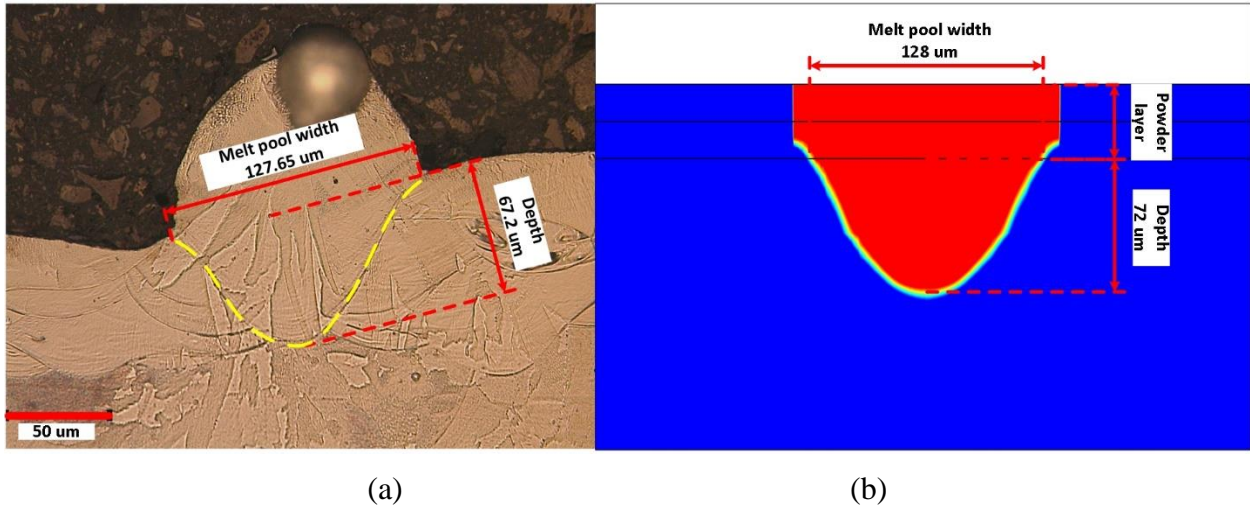 Melt pool width
127.65 um
Depth
67.2 um
50 um
Melt pool width
128 um
Powder
layer
Depth
72 um
(a)
(b)